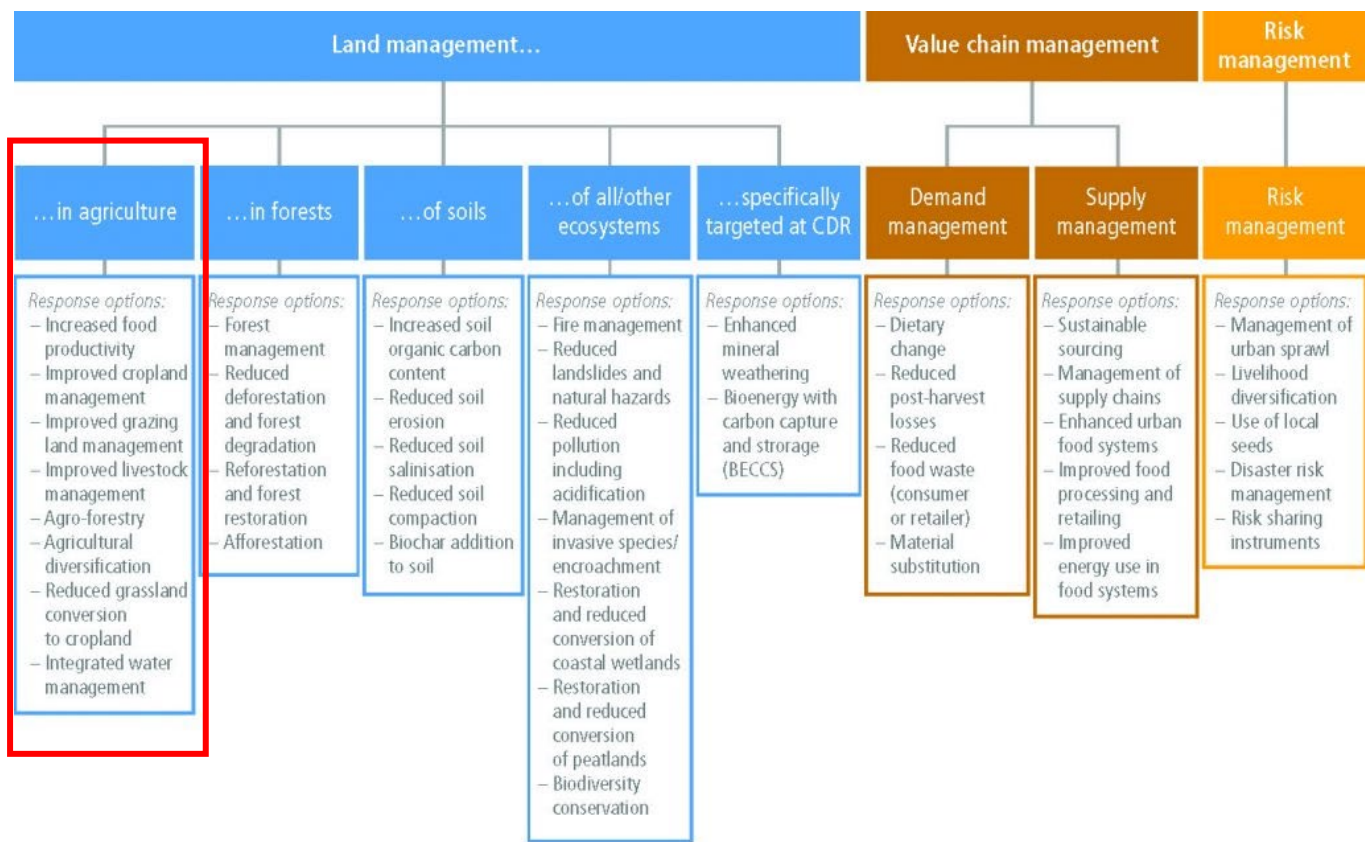 Land management…
Value chain management
Risk
management
…in agriculture
…in forests
…of soils
…of all/other
ecosystems
…specifically
targeted at CDR
Demand
management
Supply
management
Risk
management
Response options:
– Increased food
productivity
– Improved cropland
management
– Improved grazing
land management
– Improved livestock
management
– Agro-forestry
– Agricultural
diversification
– Reduced grassland
conversion
to cropland
– Integrated water
management
Response options:
– Forest
management
– Reduced
deforestation
and forest
degradation
– Reforestation
and forest
restoration
– Afforestation
Response options:
– Increased soil
organic carbon
content
– Reduced soil
erosion
– Reduced soil
salinisation
– Reduced soil
compaction
– Biochar addition
to soil
Response options:
– Fire management
– Reduced
landslides and
natural hazards
– Reduced
pollution
including
acidification
– Management of
invasive species/
encroachment
– Restoration
and reduced
conversion of
coastal wetlands
– Restoration
and reduced
conversion
of peatlands
– Biodiversity
conservation
Response options:
– Enhanced
mineral
weathering
– Bioenergy with
carbon capture
and strorage
(BECCS)
Response options:
– Dietary
change
– Reduced
post-harvest
losses
– Reduced
food waste
(consumer
or retailer)
– Material
substitution
Response options:
– Sustainable
sourcing
– Management of
supply chains
– Enhanced urban
food systems
– Improved food
processing and
retailing
– Improved
energy use in
food systems
Response options:
– Management of
urban sprawl
– Livelihood
diversification
– Use of local
seeds
– Disaster risk
management
– Risk sharing
instruments